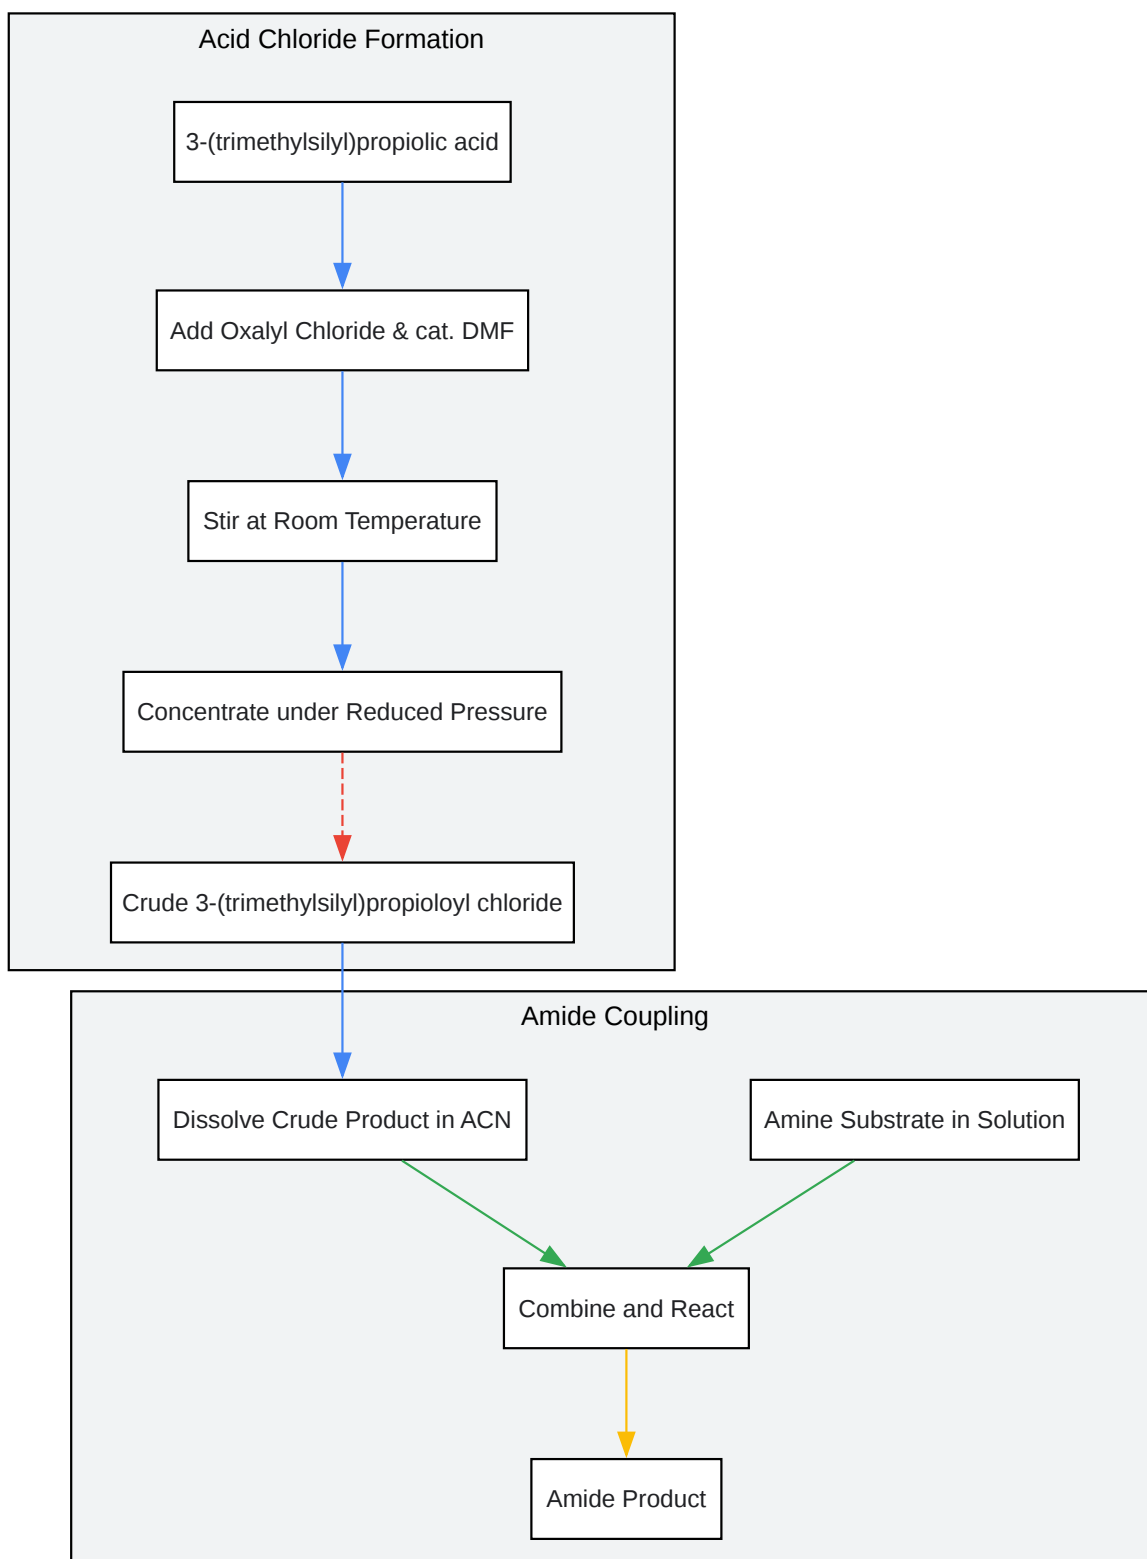 Acid Chloride Formation
3-(trimethylsilyl)propiolic acid
Add Oxalyl Chloride & cat. DMF
Stir at Room Temperature
Concentrate under Reduced Pressure
Crude 3-(trimethylsilyl)propioloyl chloride
Amide Coupling
Dissolve Crude Product in ACN
Amine Substrate in Solution
Combine and React
Amide Product